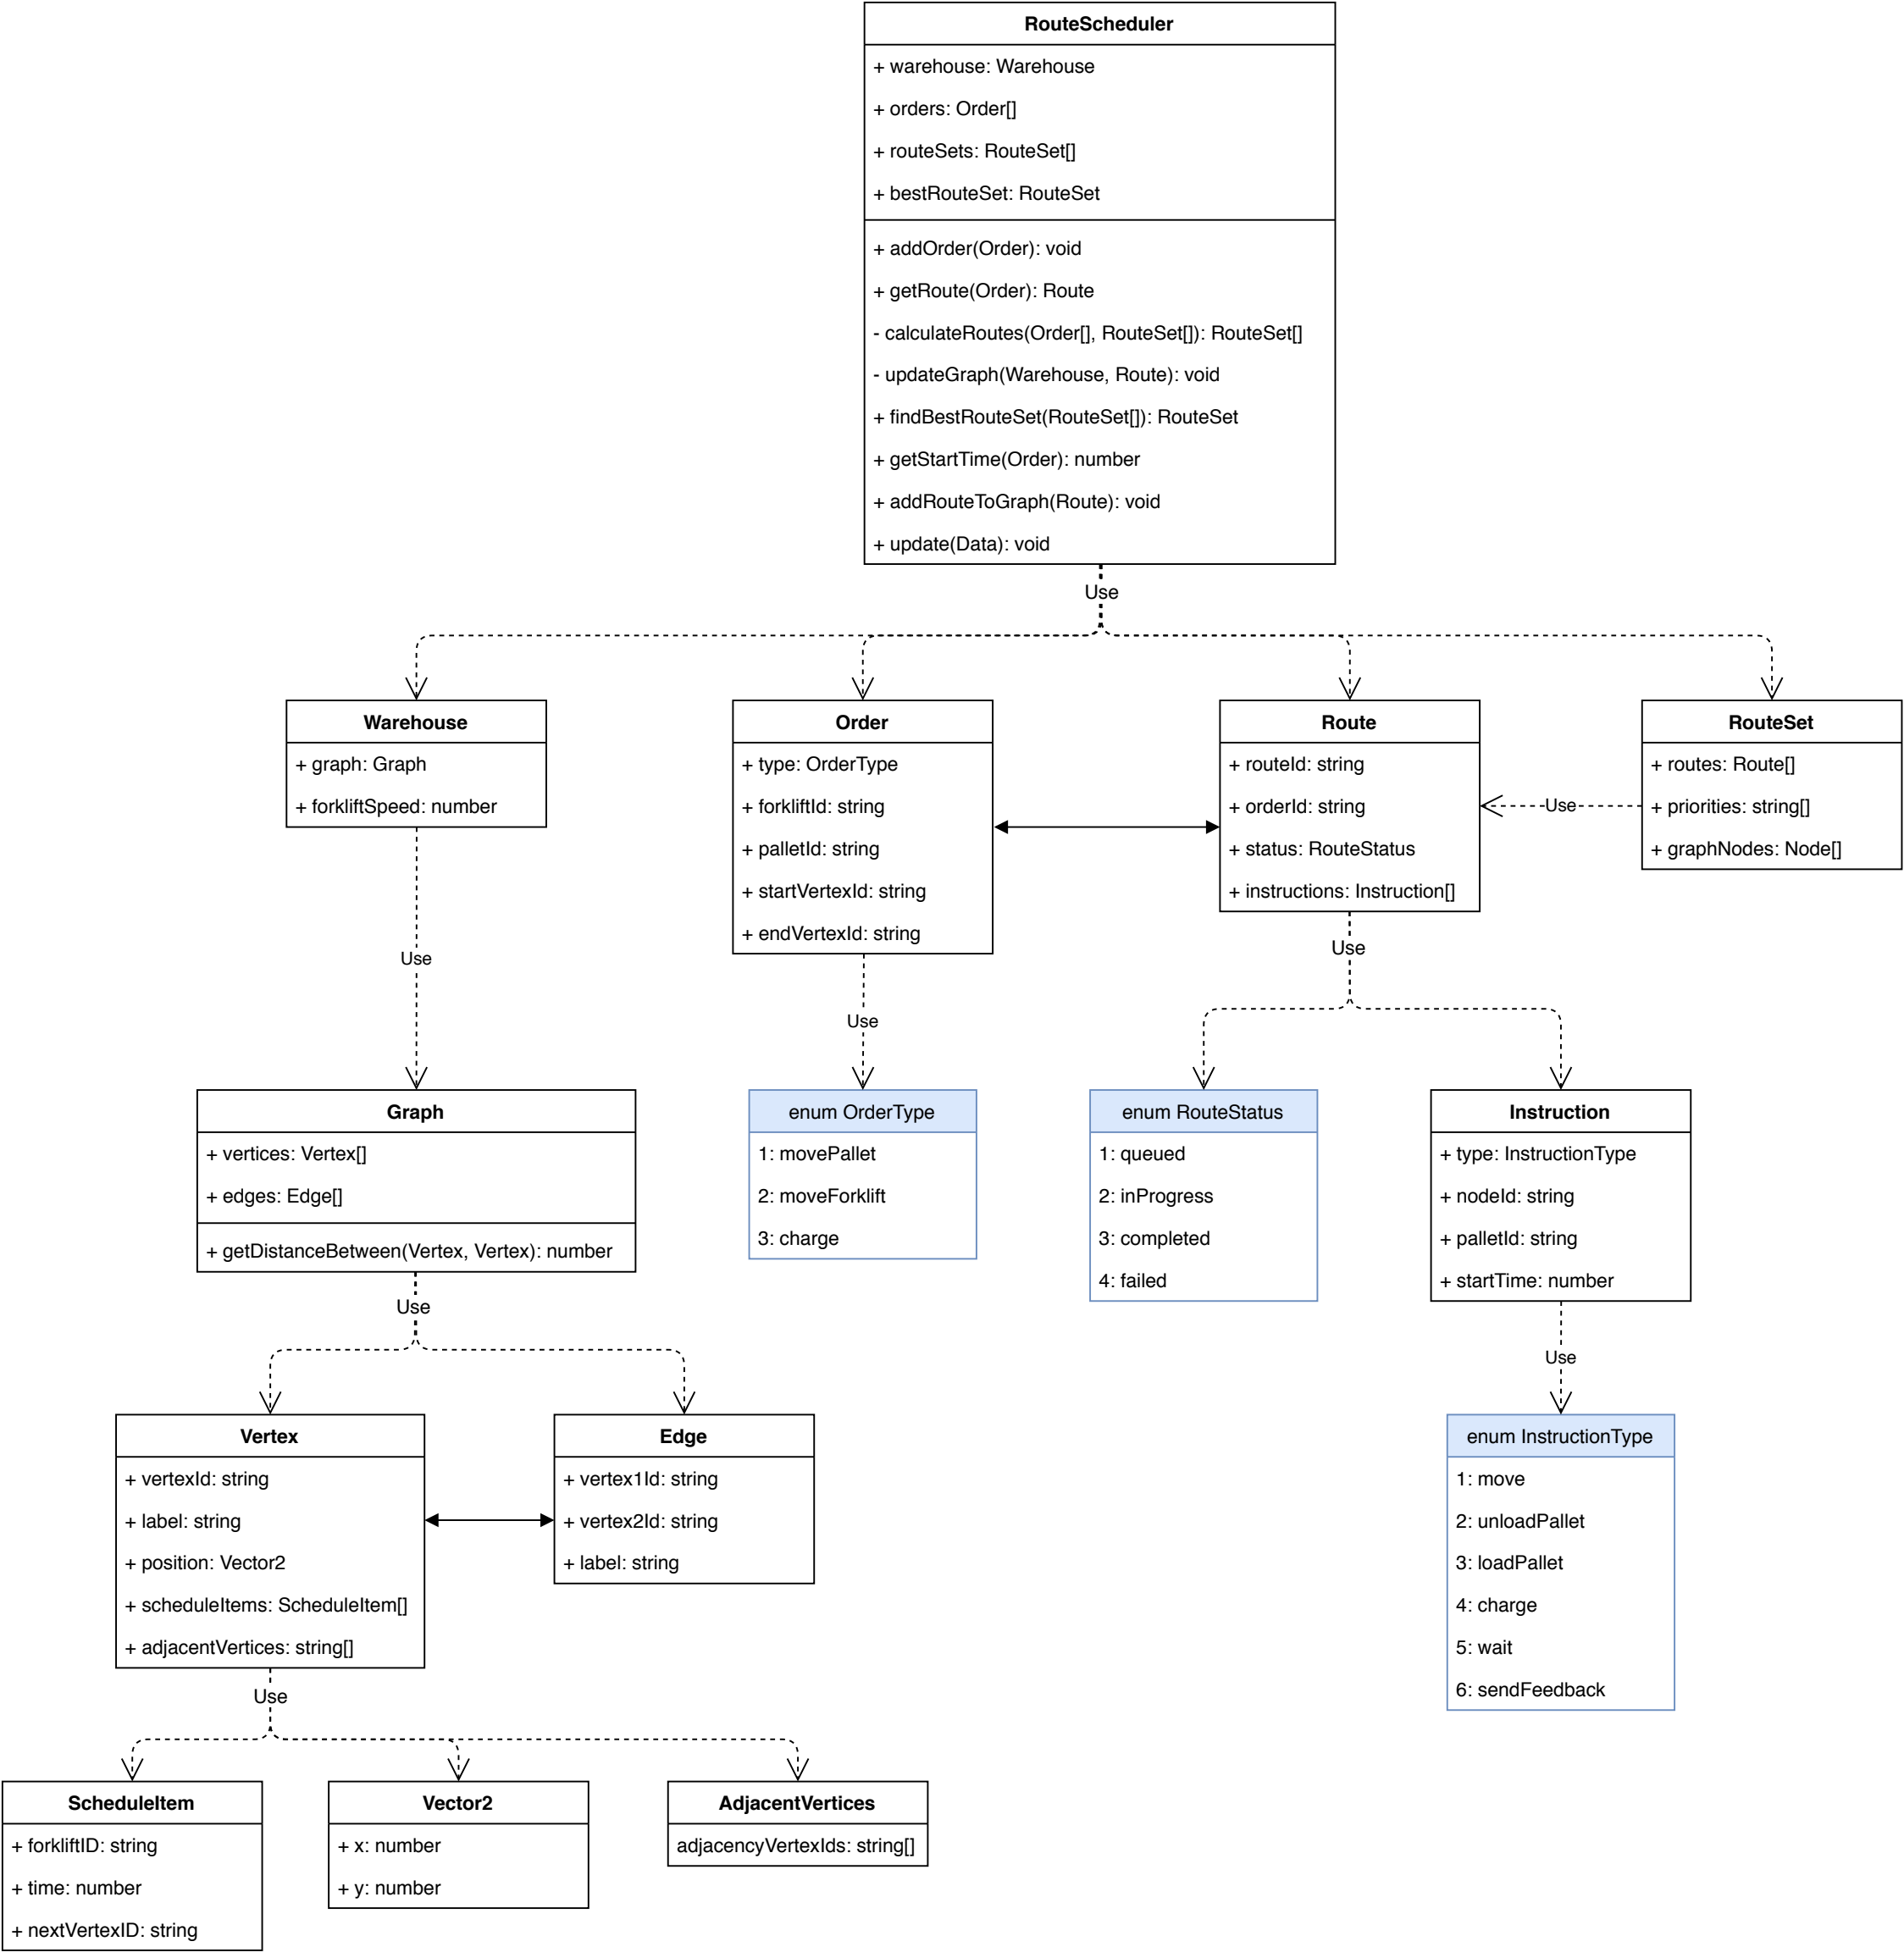 RouteScheduler
+ warehouse: Warehouse
+ orders: Order[]
+ routeSets: RouteSet[]
+ bestRouteSet: RouteSet
+ addOrder(Order): void
+ getRoute(Order): Route
- calculateRoutes(Order[], RouteSet[]): RouteSet[]
- updateGraph(Warehouse, Route): void
+ findBestRouteSet(RouteSet[]): RouteSet
+ getStartTime(Order): number
+ addRouteToGraph(Route): void
+ update(Data): void
Use
Warehouse
+ graph: Graph
+ forkliftSpeed: number
Order
+ type: OrderType
+ forkliftId: string
+ palletId: string
+ startVertexId: string
+ endVertexId: string
Route
+ routeId: string
+ orderId: string
+ status: RouteStatus
+ instructions: Instruction[]
Use
RouteSet
+ routes: Route[]
+ priorities: string[]
+ graphNodes: Node[]
Use
Use
Use
Graph
+ vertices: Vertex[]
+ edges: Edge[]
+ getDistanceBetween(Vertex, Vertex): number
enum OrderType
1: movePallet
2: moveForklift
3: charge
enum RouteStatus
1: queued
2: inProgress
3: completed
4: failed
Instruction
+ type: InstructionType
+ nodeId: string
+ palletId: string
+ startTime: number
Use
Use
Vertex
+ vertexId: string
+ label: string
+ position: Vector2
+ scheduleItems: ScheduleItem[]
+ adjacentVertices: string[]
Edge
+ vertex1Id: string
+ vertex2Id: string
+ label: string
enum InstructionType
1: move
2: unloadPallet
3: loadPallet
4: charge
5: wait
6: sendFeedback
Use
ScheduleItem
+ forkliftID: string
+ time: number
+ nextVertexID: string
Vector2
+ x: number
+ y: number
AdjacentVertices
adjacencyVertexIds: string[]